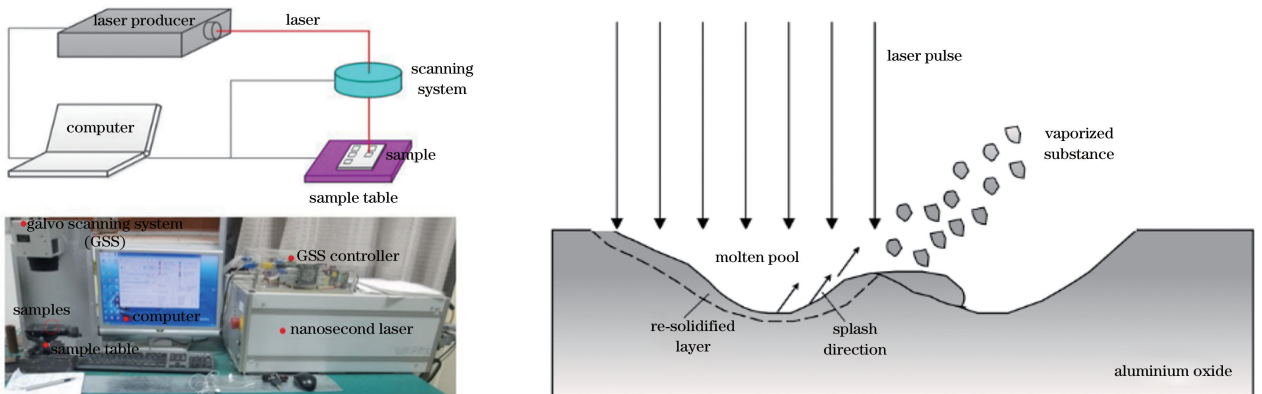 laser producer
laser
scanning
system
computer
sample
sample table
galvo scanning system
(GSS)
GSS controller
samples
computer
nanosecond laser
sample table
laser pulse
vaporized
substance
molten pool
re-solidified
layer
splash
direction
aluminium oxide